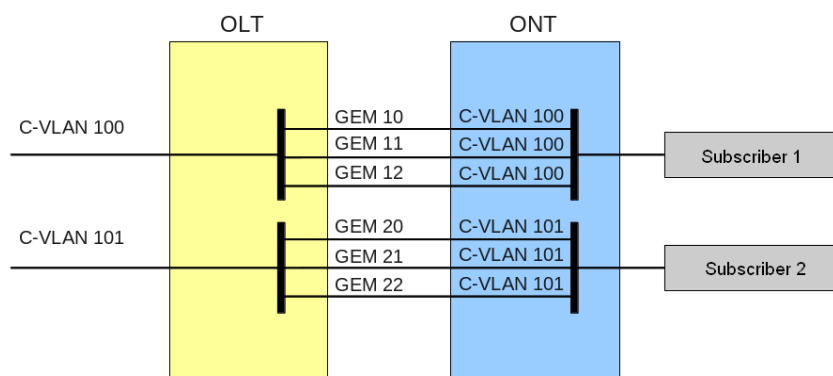 OLT
ONT
C-VLAN 100
GEM 10
C-VLAN 100
GEM 11
C-VLAN 100
GEM 12
C-VLAN 100
Subscriber 1
C-VLAN 101
GEM 20
C-VLAN 101
GEM 21
C-VLAN 101
GEM 22
C-VLAN 101
Subscriber 2